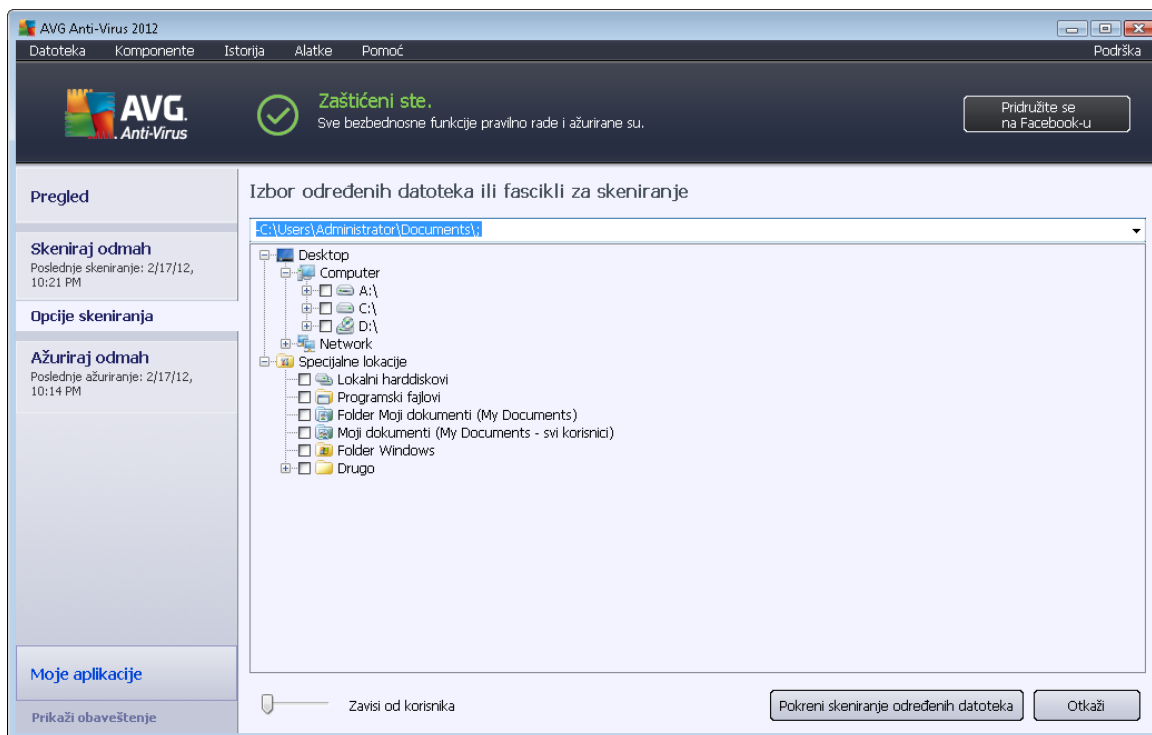 AVG Anti-Virus 2012
Datoteka Komponente Istorija Alatke Pomoć Podrška
AVG.
Anti-Virus
Zaštićeni ste.
Sve bezbednosne funkcije pravilno rade i ažurirane su.
Pridružite se
na Facebook-u
Pregled
Skeniraj odmah
Poslednje skeniranje: 2/17/12,
10:21 PM
Opcije skeniranja
Ažuriraj odmah
Poslednje ažuriranje: 2/17/12,
10:14 PM
Moje aplikacije
Prikaži obaveštenje
Izbor određenih datoteka ili fascikli za skeniranje
-C:\Users\Administrator\Documents\;
Desktop
Computer
A:\
C:\
D:\
Network
Specijalne lokacije
Lokalni harddiskovi
Programski fajlovi
Folder Moji dokumenti (My Documents)
Moji dokumenti (My Documents - svi korisnici)
Folder Windows
Drugo
Zavisi od korisnika
Pokreni skeniranje određenih datoteka
Otkaži